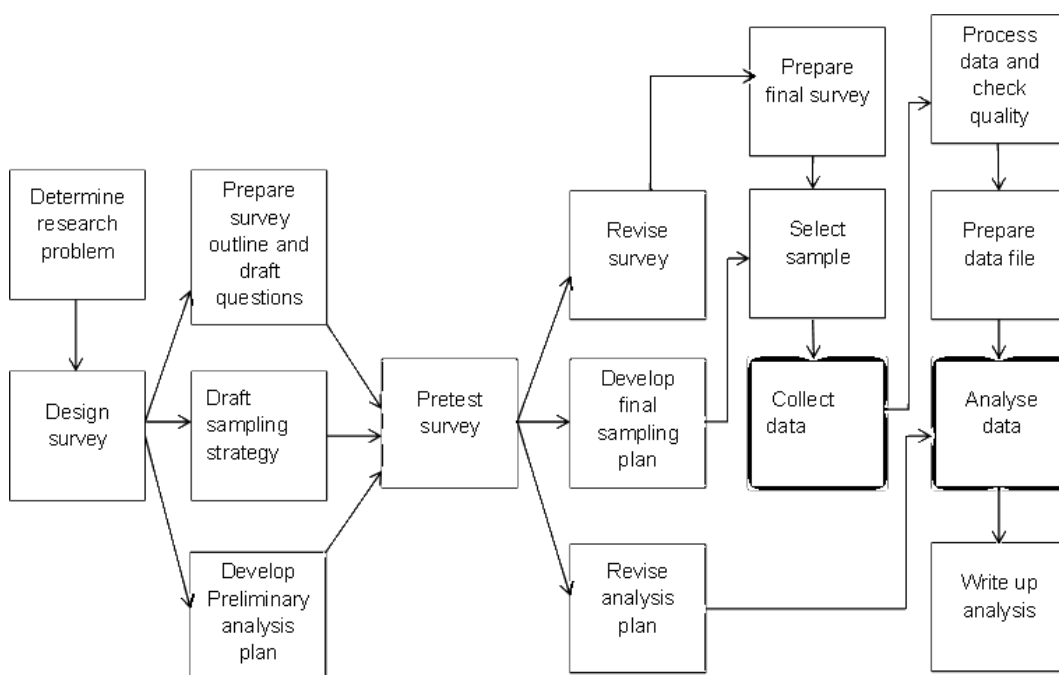 Determine
research
problem
Design
survey
Prepare
survey
outline and
draft
questions
Draft
sampling
strategy
Develop
Preliminary
analysis
plan
Pretest
survey
Revise
survey
Develop
final
sampling
plan
Revise
analysis
plan
Prepare
final survey
Select
sample
Collect
data
Process
data and
check
quality
Prepare
data file
Analyse
data
Write up
analysis